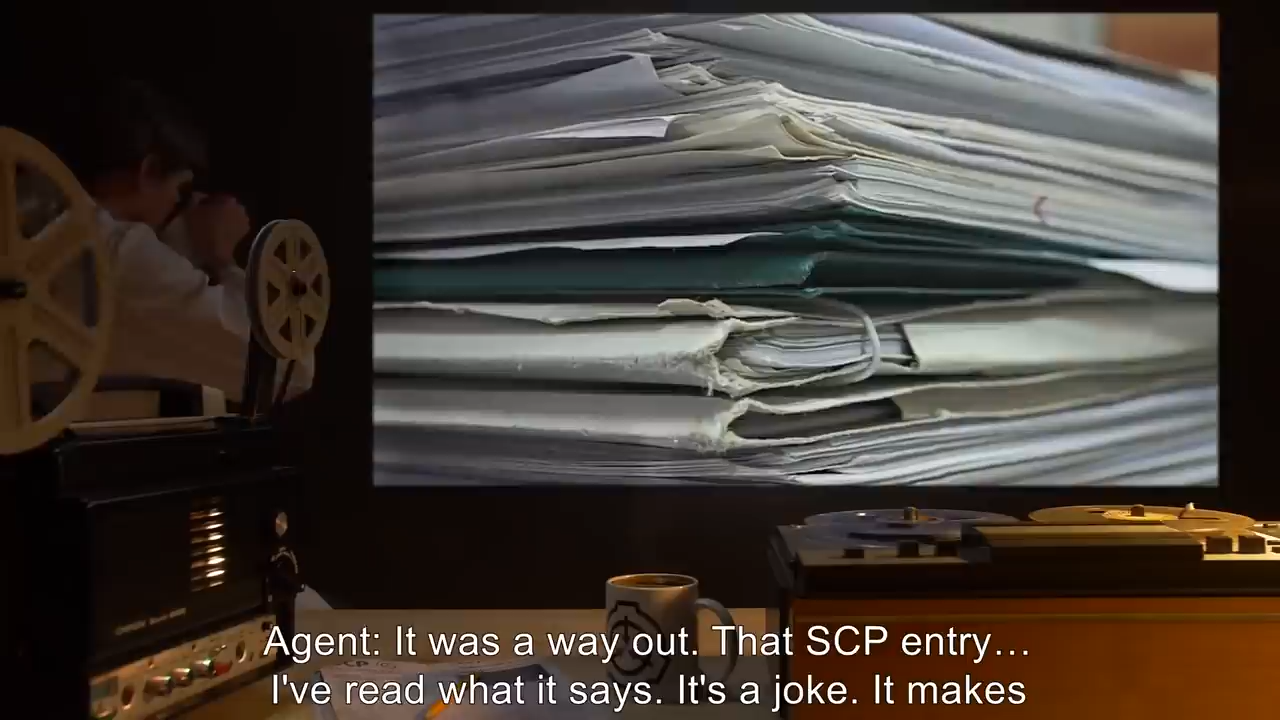 Agent: It was a way out. That SCP entry…
I've read what it says. It's a joke. It makes